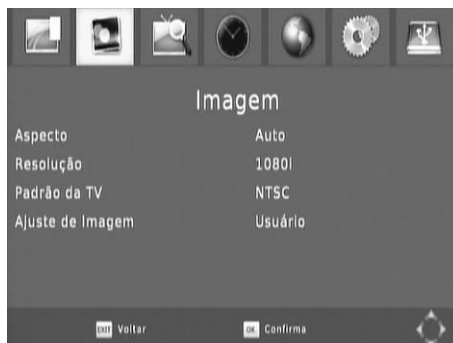 Imagem
Aspecto Auto
Resolução 1080I
Padrão da TV NTSC
Ajuste de Imagem Usuário
EXIT Voltar OK Confirma